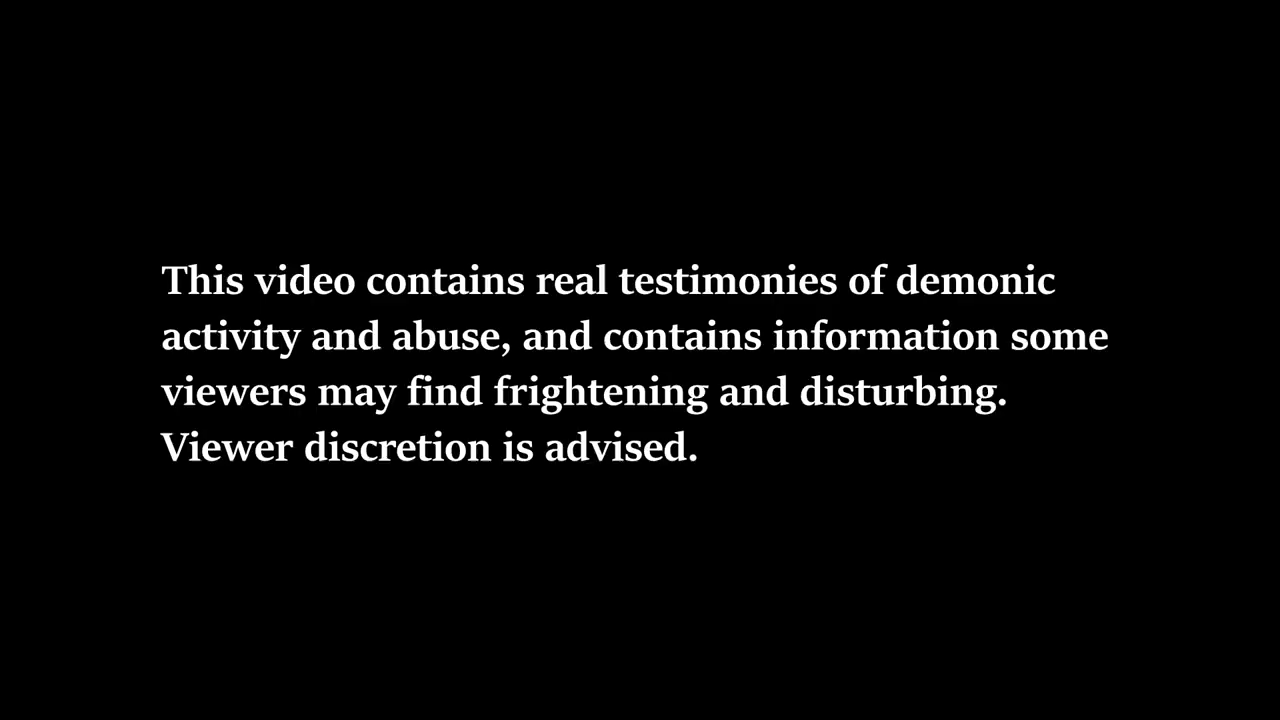 This video contains real testimonies of demonic
activity and abuse, and contains information some
viewers may find frightening and disturbing.
Viewer discretion is advised.